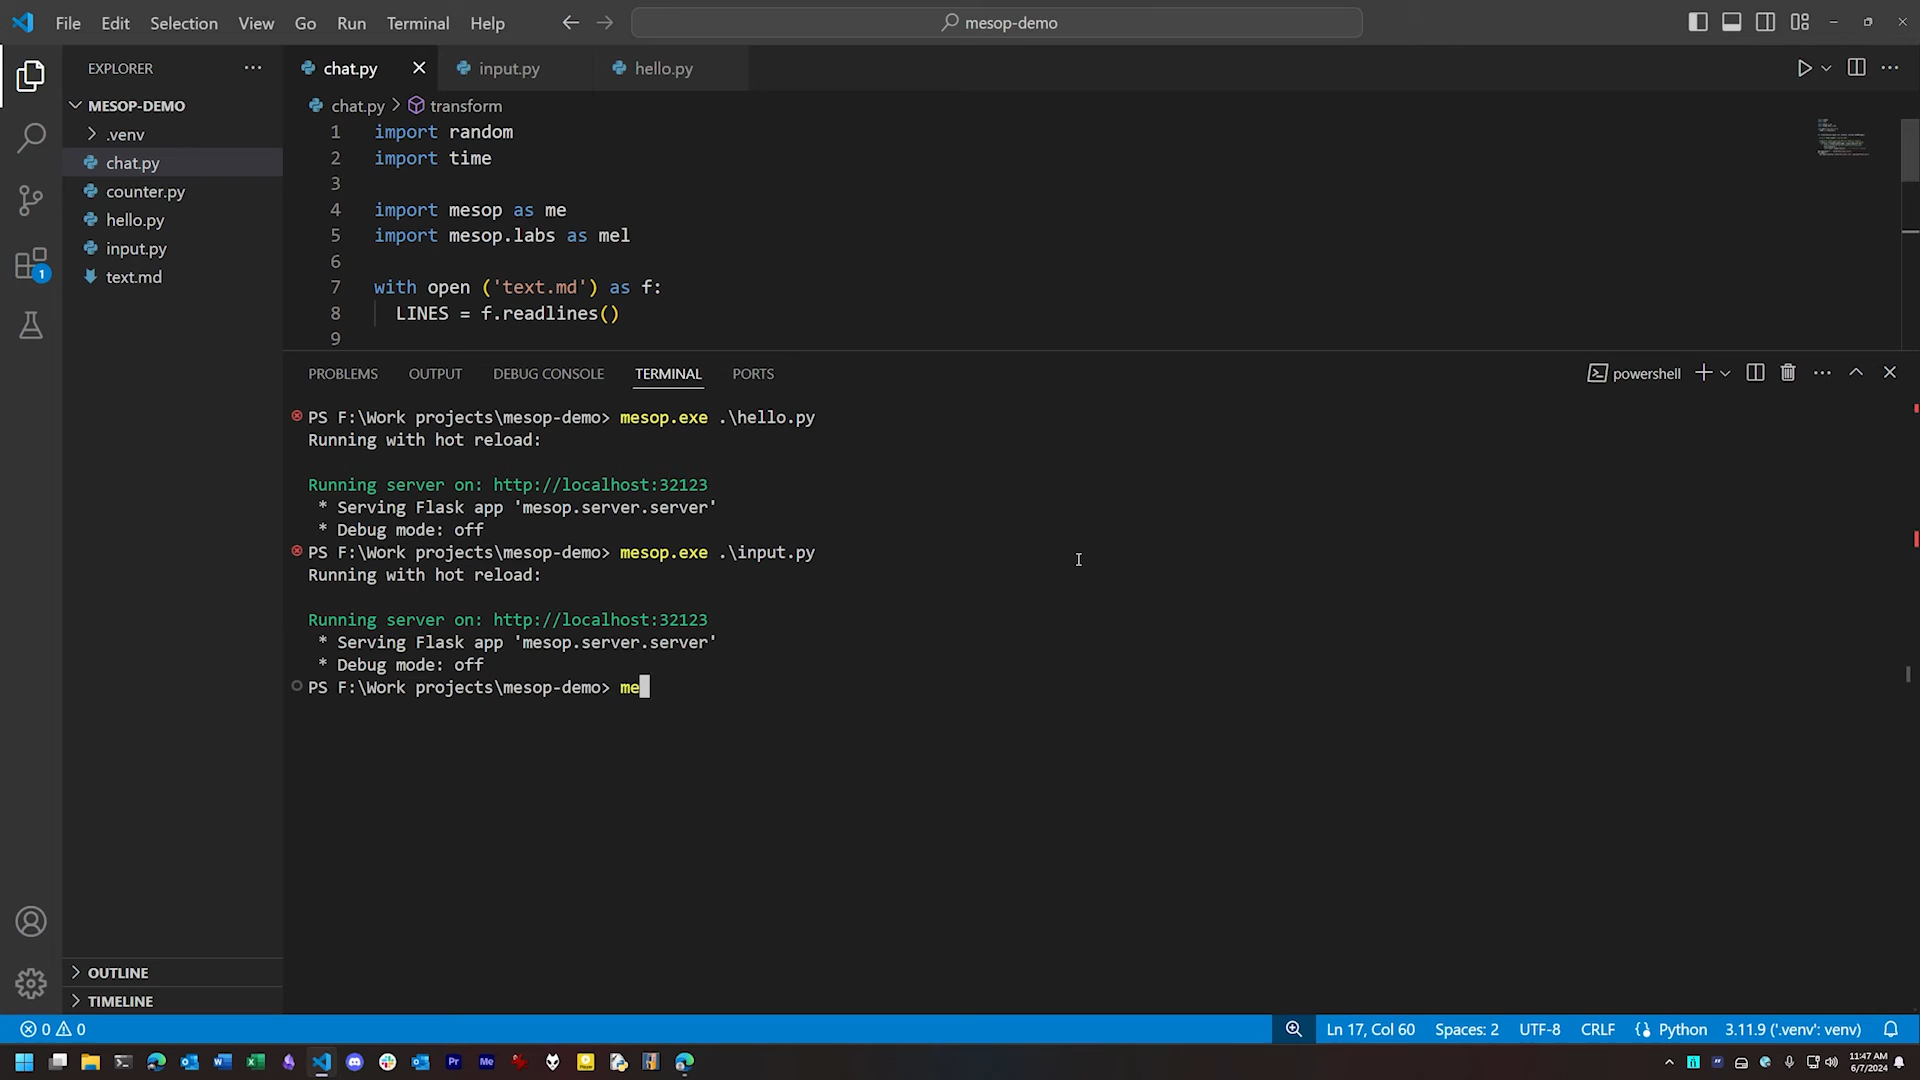 File Edit Selection View Go Run Terminal Help
mesop-demo
EXPLORER
MESOP-DEMO
.venv
chat.py
counter.py
hello.py
input.py
text.md
1
OUTLINE
TIMELINE
chat.py input.py hello.py
chat.py > transform
1 import random
2 import time
3
4 import mesop as me
5 import mesop.labs as mel
6
7 with open ('text.md') as f:
8 LINES = f.readlines()
9
PROBLEMS OUTPUT DEBUG CONSOLE TERMINAL PORTS
powershell
PS F:\Work projects\mesop-demo> mesop.exe .\hello.py
Running with hot reload:
Running server on: http://localhost:32123
* Serving Flask app 'mesop.server.server'
* Debug mode: off
PS F:\Work projects\mesop-demo> mesop.exe .\input.py
Running with hot reload:
Running server on: http://localhost:32123
* Serving Flask app 'mesop.server.server'
* Debug mode: off
PS F:\Work projects\mesop-demo> me
0 0 Ln 17, Col 60 Spaces: 2 UTF-8 CRLF Python 3.11.9 ('.venv': venv)
Pr Me
11:47 AM
6/7/2024